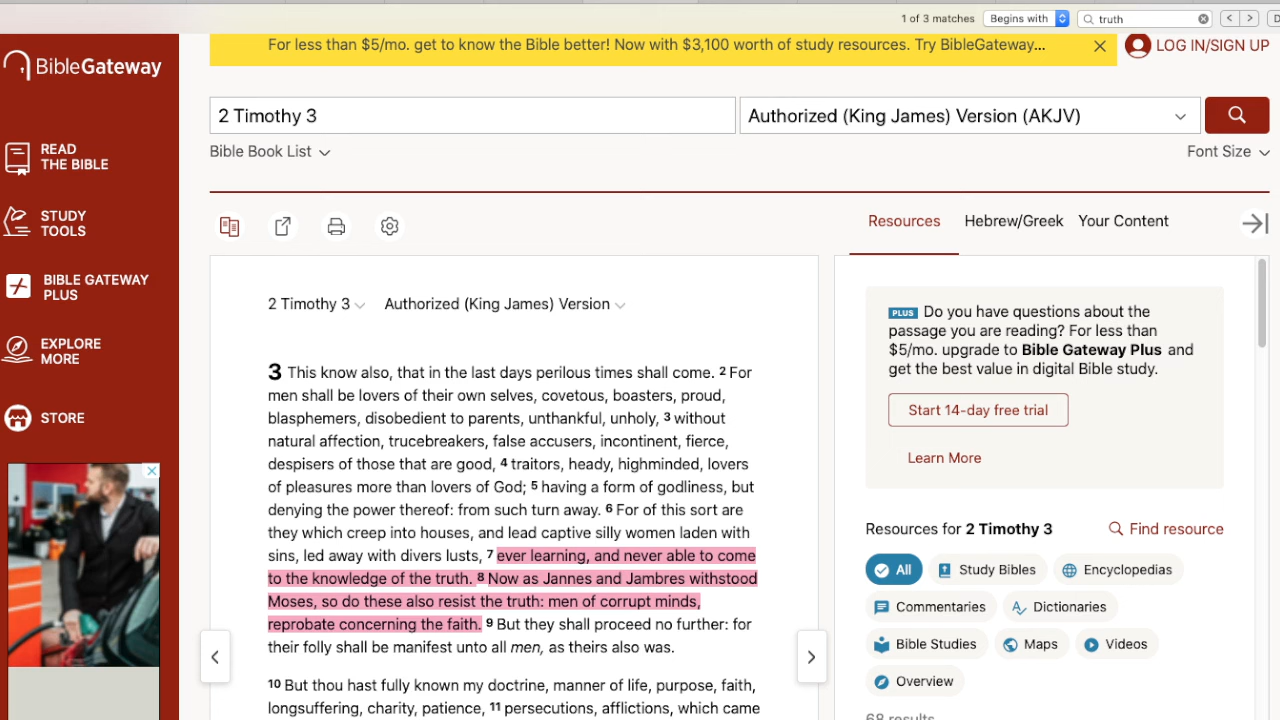 1 of 3 matches
Begins with
truth
For less than $5/mo. get to know the Bible better! Now with $3,100 worth of study resources. Try BibleGateway...
LOG IN/SIGN UP
BibleGateway
2 Timothy 3
Authorized (King James) Version (AKJV)
Bible Book List
Font Size
READ
THE BIBLE
STUDY
TOOLS
BIBLE GATEWAY
PLUS
EXPLORE
MORE
STORE
Resources
Hebrew/Greek
Your Content
2 Timothy 3
Authorized (King James) Version
3 This know also, that in the last days perilous times shall come. 2 For
men shall be lovers of their own selves, covetous, boasters, proud,
blasphemers, disobedient to parents, unthankful, unholy, 3 without
natural affection, trucebreakers, false accusers, incontinent, fierce,
despisers of those that are good, 4 traitors, heady, highminded, lovers
of pleasures more than lovers of God; 5 having a form of godliness, but
denying the power thereof: from such turn away. 6 For of this sort are
they which creep into houses, and lead captive silly women laden with
sins, led away with divers lusts, 7 ever learning, and never able to come
to the knowledge of the truth. 8 Now as Jannes and Jambres withstood
Moses, so do these also resist the truth: men of corrupt minds,
reprobate concerning the faith. 9 But they shall proceed no further: for
their folly shall be manifest unto all men, as theirs also was.
10 But thou hast fully known my doctrine, manner of life, purpose, faith,
longsuffering, charity, patience, 11 persecutions, afflictions, which came
PLUS Do you have questions about the
passage you are reading? For less than
$5/mo. upgrade to Bible Gateway Plus and
get the best value in digital Bible study.
Start 14-day free trial
Learn More
Resources for 2 Timothy 3
Find resource
All
Study Bibles
Encyclopedias
Commentaries
Dictionaries
Bible Studies
Maps
Videos
Overview
68 results